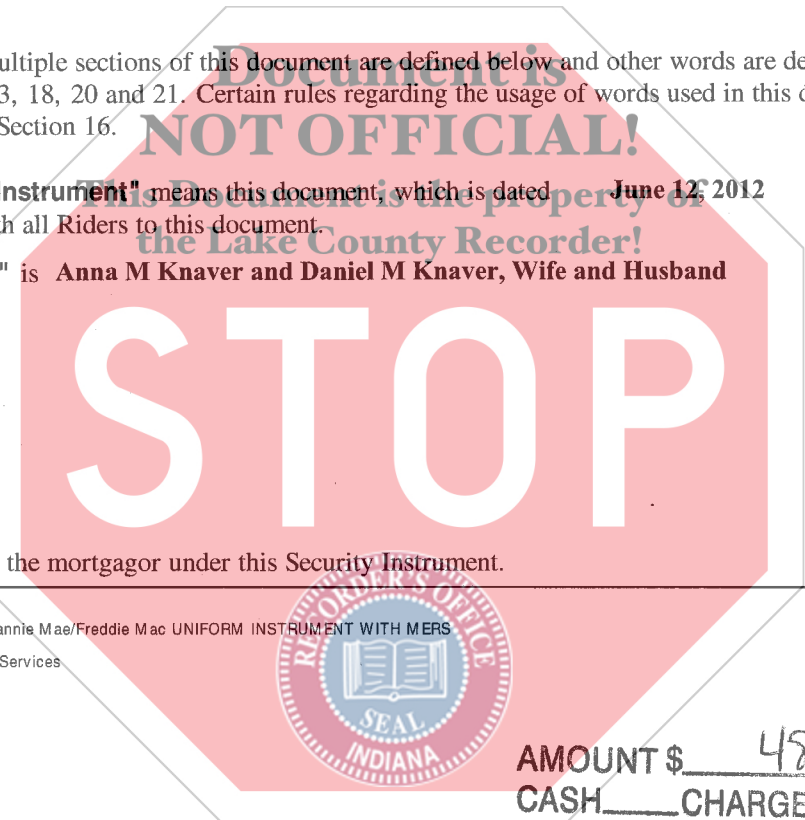 Document is
ultiple sections of this document are defined below and other words are de
3, 18, 20 and 21. Certain rules regarding the usage of words used in this d
Section 16.
NOT OFFICIAL!
nstrument" means this document, which is dated June 12, 2012
This Document is the property of
h all Riders to this document.
the Lake County Recorder!
" is Anna M Knaver and Daniel M Knaver, Wife and Husband
STOP
the mortgagor under this Security Instrument.
annie Mae/Freddie Mac UNIFORM INSTRUMENT WITH MERS
Services
RECORDER'S OFFICE
SEAL
INDIANA
AMOUNT $ 48
CASH CHARGE